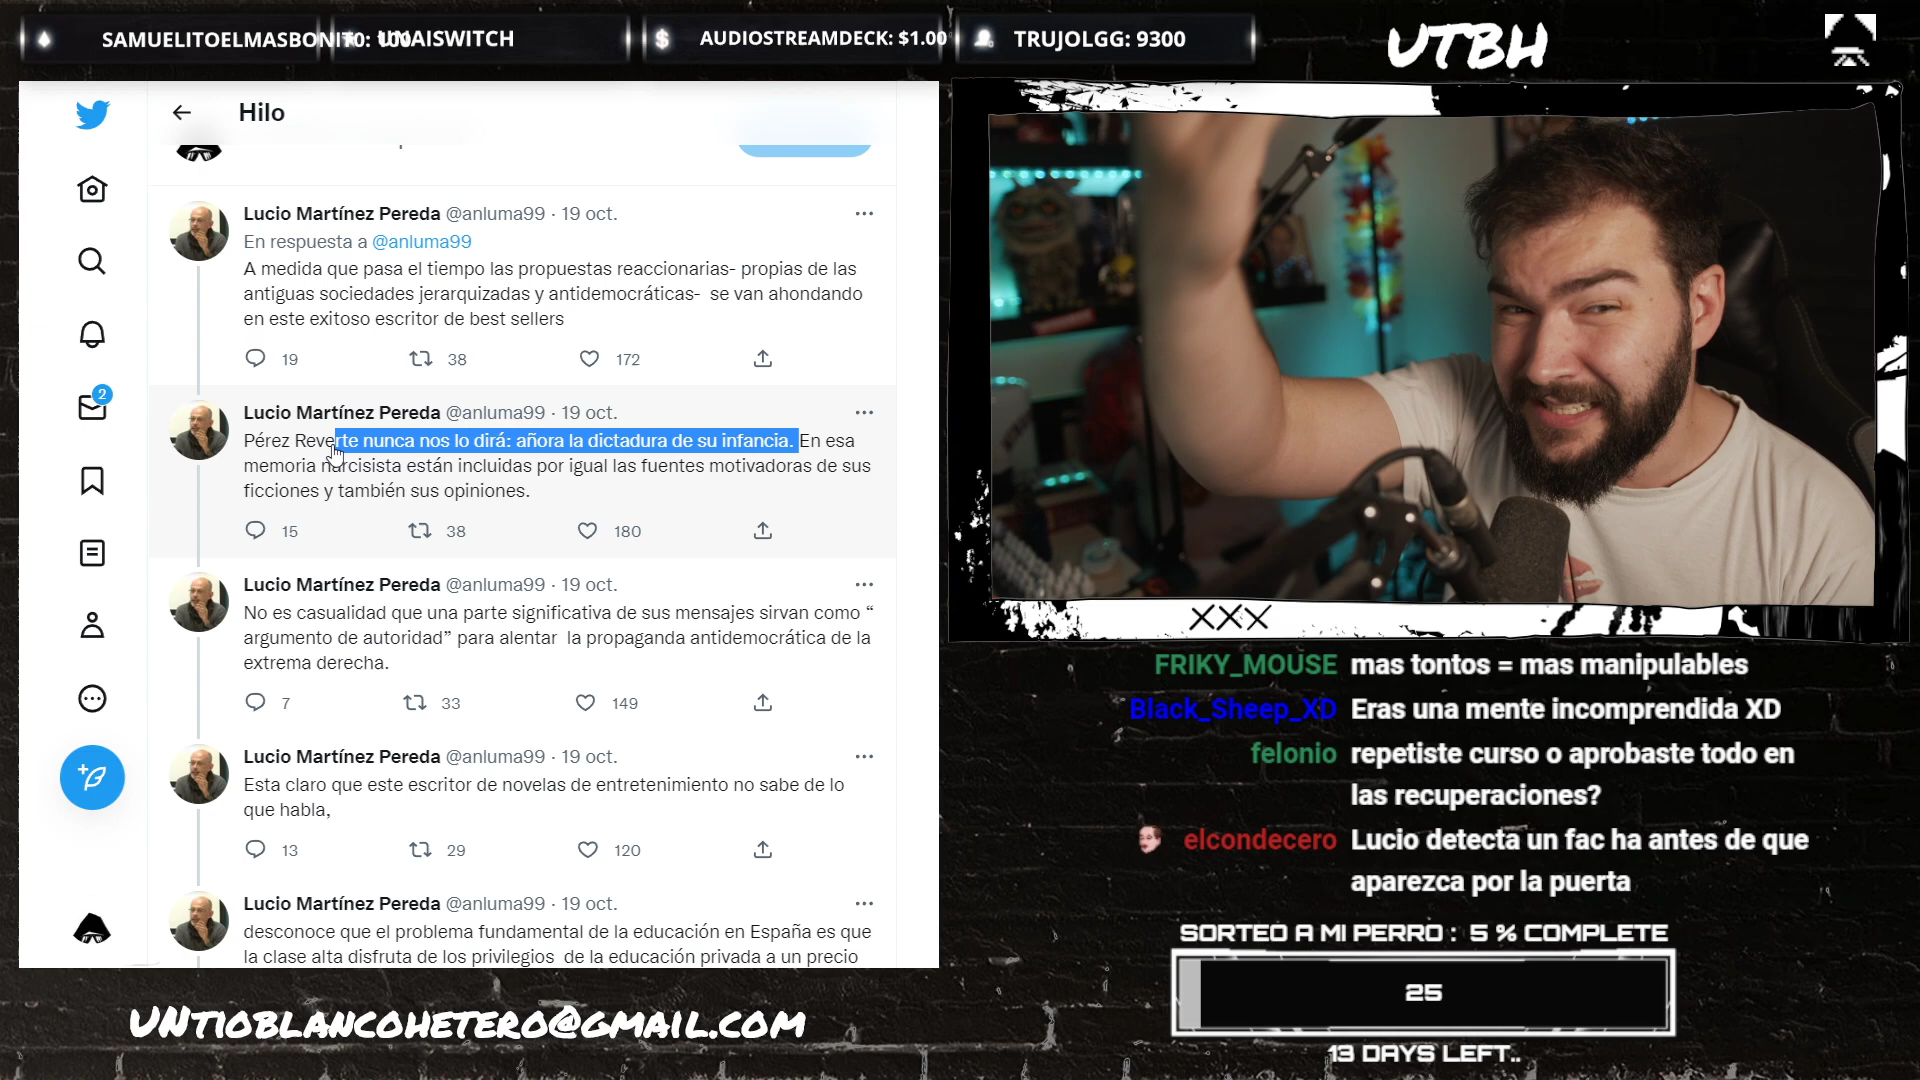 SAMUELITOELMASBONIT0: 100
UNAISWITCH
AUDIOSTREAMDECK: $1.00
TRUJOLGG: 9300
UTBH
Hilo
Lucio Martínez Pereda @anluma99 · 19 oct.
En respuesta a @anluma99
A medida que pasa el tiempo las propuestas reaccionarias- propias de las
antiguas sociedades jerarquizadas y antidemocráticas- se van ahondando
en este exitoso escritor de best sellers
19 38 172
2
Lucio Martínez Pereda @anluma99 · 19 oct.
Pérez Reverte nunca nos lo dirá: añora la dictadura de su infancia. En esa
memoria narcisista están incluidas por igual las fuentes motivadoras de sus
ficciones y también sus opiniones.
15 38 180
Lucio Martínez Pereda @anluma99 · 19 oct.
No es casualidad que una parte significativa de sus mensajes sirvan como “
argumento de autoridad” para alentar la propaganda antidemocrática de la
extrema derecha.
7 33 149
Lucio Martínez Pereda @anluma99 · 19 oct.
Esta claro que este escritor de novelas de entretenimiento no sabe de lo
que habla,
13 29 120
Lucio Martínez Pereda @anluma99 · 19 oct.
desconoce que el problema fundamental de la educación en España es que
la clase alta disfruta de los privilegios de la educación privada a un precio
XXX
FRIKY_MOUSE mas tontos = mas manipulables
Black_Sheep_XD Eras una mente incomprendida XD
felonio repetiste curso o aprobaste todo en
las recuperaciones?
elcondecero Lucio detecta un fac ha antes de que
aparezca por la puerta
SORTEO A MI PERRO : 5 % COMPLETE
25
13 DAYS LEFT..
UNTIOBLANCOHETERO@GMAIL.COM